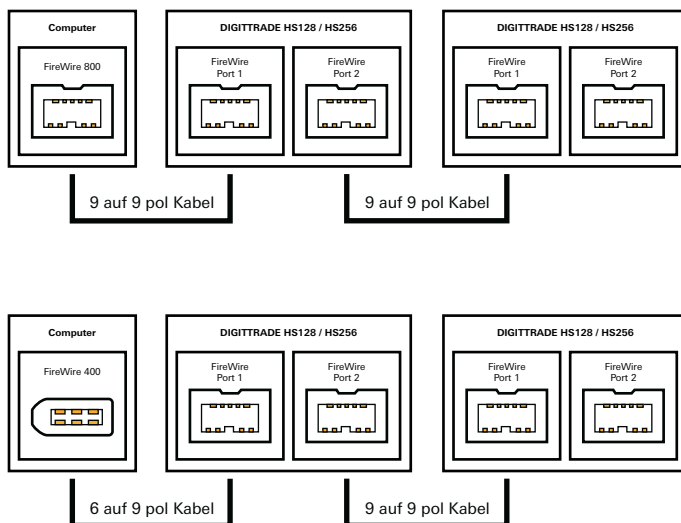 Computer
FireWire 800
DIGITTRADE HS128 / HS256
FireWire
Port 1
FireWire
Port 2
DIGITTRADE HS128 / HS256
FireWire
Port 1
FireWire
Port 2
9 auf 9 pol Kabel
9 auf 9 pol Kabel
Computer
FireWire 400
DIGITTRADE HS128 / HS256
FireWire
Port 1
FireWire
Port 2
DIGITTRADE HS128 / HS256
FireWire
Port 1
FireWire
Port 2
6 auf 9 pol Kabel
9 auf 9 pol Kabel